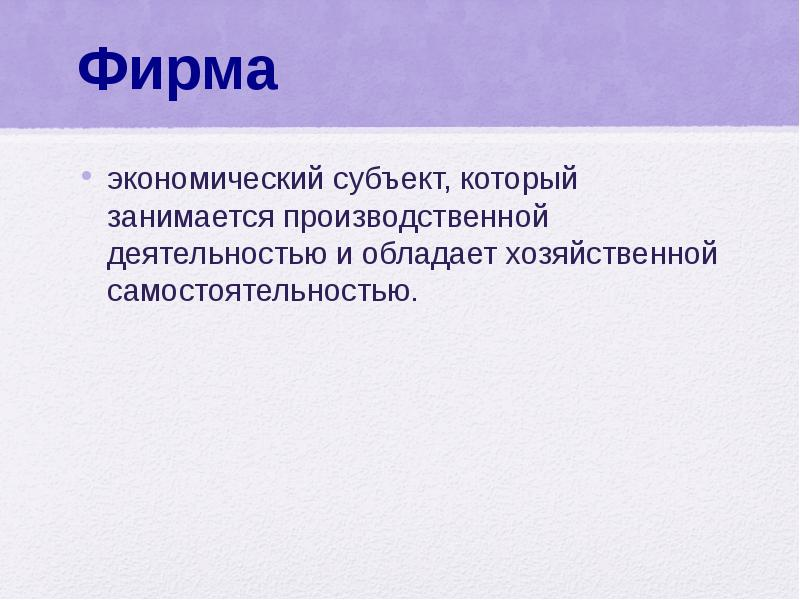 Фирма
• экономический субъект, который
занимается производственной
деятельностью и обладает хозяйственной
самостоятельностью.